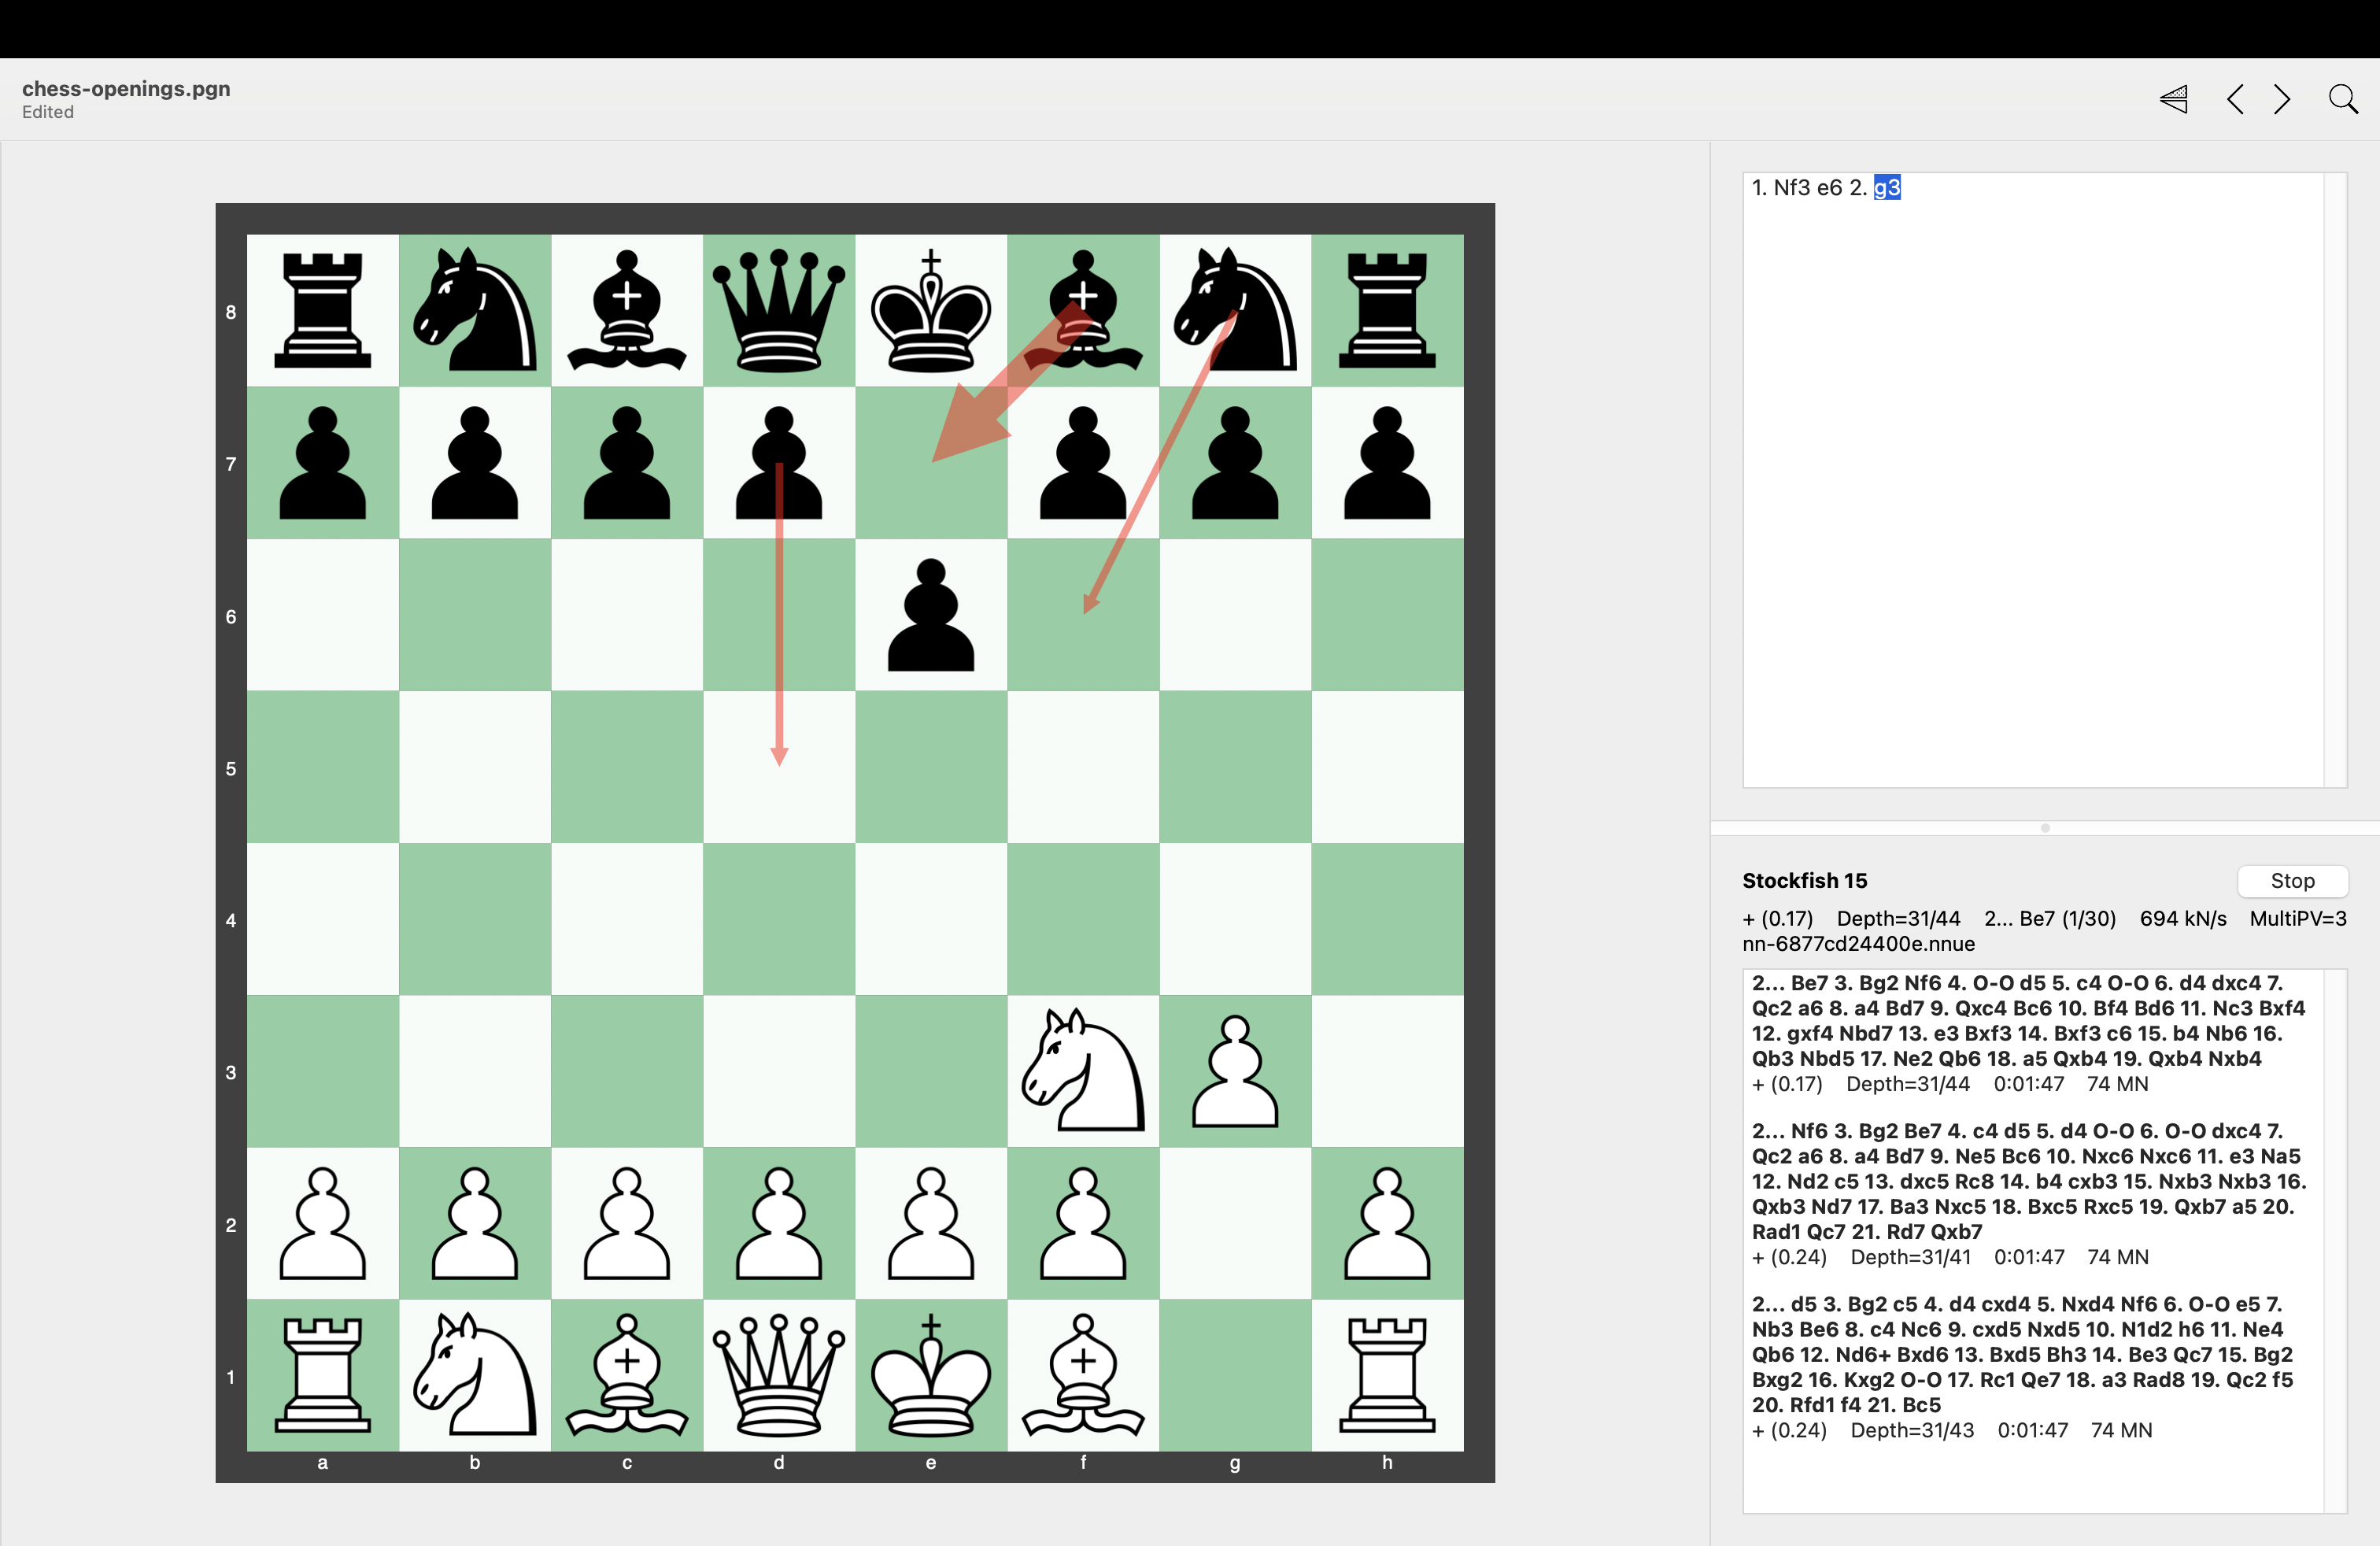 chess-openings.pgn
Edited
1. Nf3 e6 2. g3
8
7
6
5
4
3
2
1
a b c d e f g h
Stockfish 15
Stop
+ (0.17) Depth=31/44 2... Be7 (1/30) 694 kN/s MultiPV=3
nn-6877cd24400e.nnue
2... Be7 3. Bg2 Nf6 4. O-O d5 5. c4 O-O 6. d4 dxc4 7.
Qc2 a6 8. a4 Bd7 9. Qxc4 Bc6 10. Bf4 Bd6 11. Nc3 Bxf4
12. gxf4 Nbd7 13. e3 Bxf3 14. Bxf3 c6 15. b4 Nb6 16.
Qb3 Nbd5 17. Ne2 Qb6 18. a5 Qxb4 19. Qxb4 Nxb4
+ (0.17) Depth=31/44 0:01:47 74 MN
2... Nf6 3. Bg2 Be7 4. c4 d5 5. d4 O-O 6. O-O dxc4 7.
Qc2 a6 8. a4 Bd7 9. Ne5 Bc6 10. Nxc6 Nxc6 11. e3 Na5
12. Nd2 c5 13. dxc5 Rc8 14. b4 cxb3 15. Nxb3 Nxb3 16.
Qxb3 Nd7 17. Ba3 Nxc5 18. Bxc5 Rxc5 19. Qxb7 a5 20.
Rad1 Qc7 21. Rd7 Qxb7
+ (0.24) Depth=31/41 0:01:47 74 MN
2... d5 3. Bg2 c5 4. d4 cxd4 5. Nxd4 Nf6 6. O-O e5 7.
Nb3 Be6 8. c4 Nc6 9. cxd5 Nxd5 10. N1d2 h6 11. Ne4
Qb6 12. Nd6+ Bxd6 13. Bxd5 Bh3 14. Be3 Qc7 15. Bg2
Bxg2 16. Kxg2 O-O 17. Rc1 Qe7 18. a3 Rad8 19. Qc2 f5
20. Rfd1 f4 21. Bc5
+ (0.24) Depth=31/43 0:01:47 74 MN